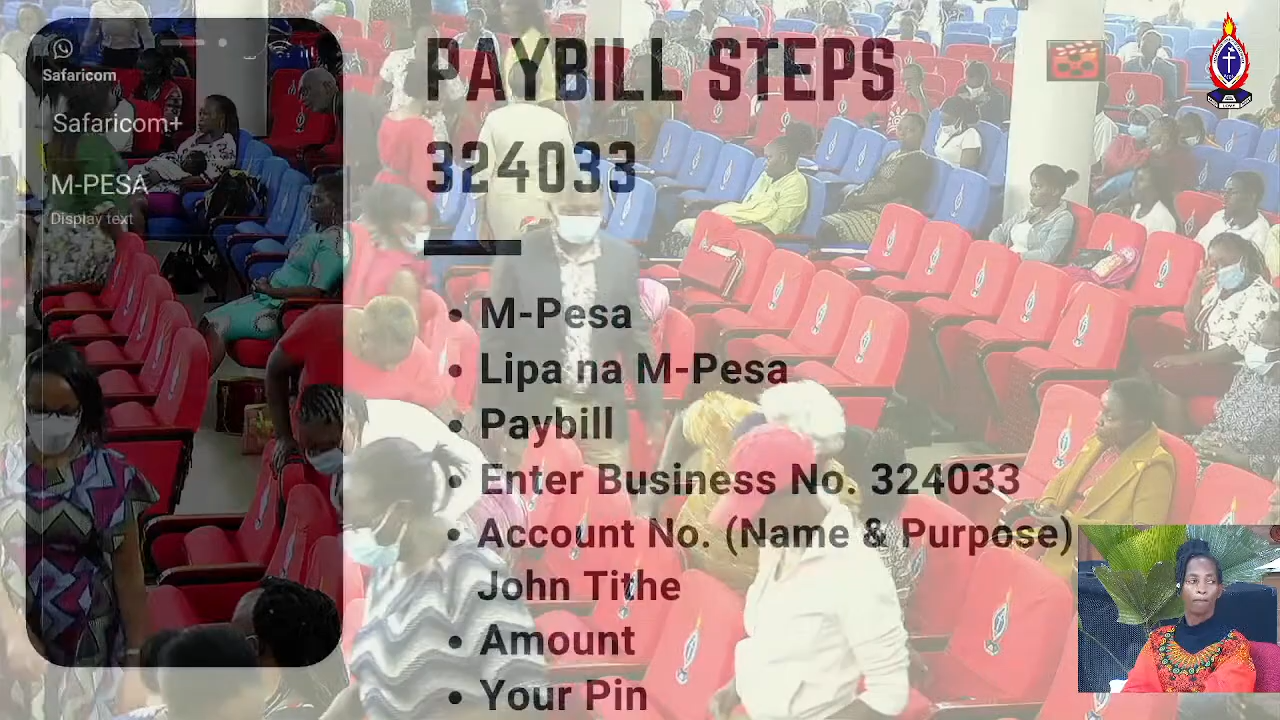 Safaricom
Safaricom+
M-PESA
Display text
PAYBILL STEPS
324033
• M-Pesa
• Lipa na M-Pesa
• Paybill
• Enter Business No. 324033
• Account No. (Name & Purpose)
John Tithe
• Amount
• Your Pin